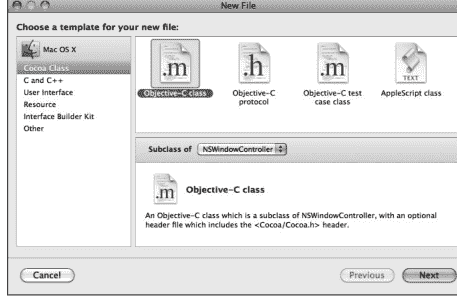 New File
Choose a template for your new file:
Mac OS X
Cocoa Class
C and C++
User Interface
Resource
Interface Builder Kit
Other
.m
Objective-C class
.h
Objective-C protocol
.m
Objective-C test case class
TEXT
AppleScript class
Subclass of NSWindowController
.m
Objective-C class
An Objective-C class which is a subclass of NSWindowController, with an optional
header file which includes the <Cocoa/Cocoa.h> header.
Cancel
Previous
Next